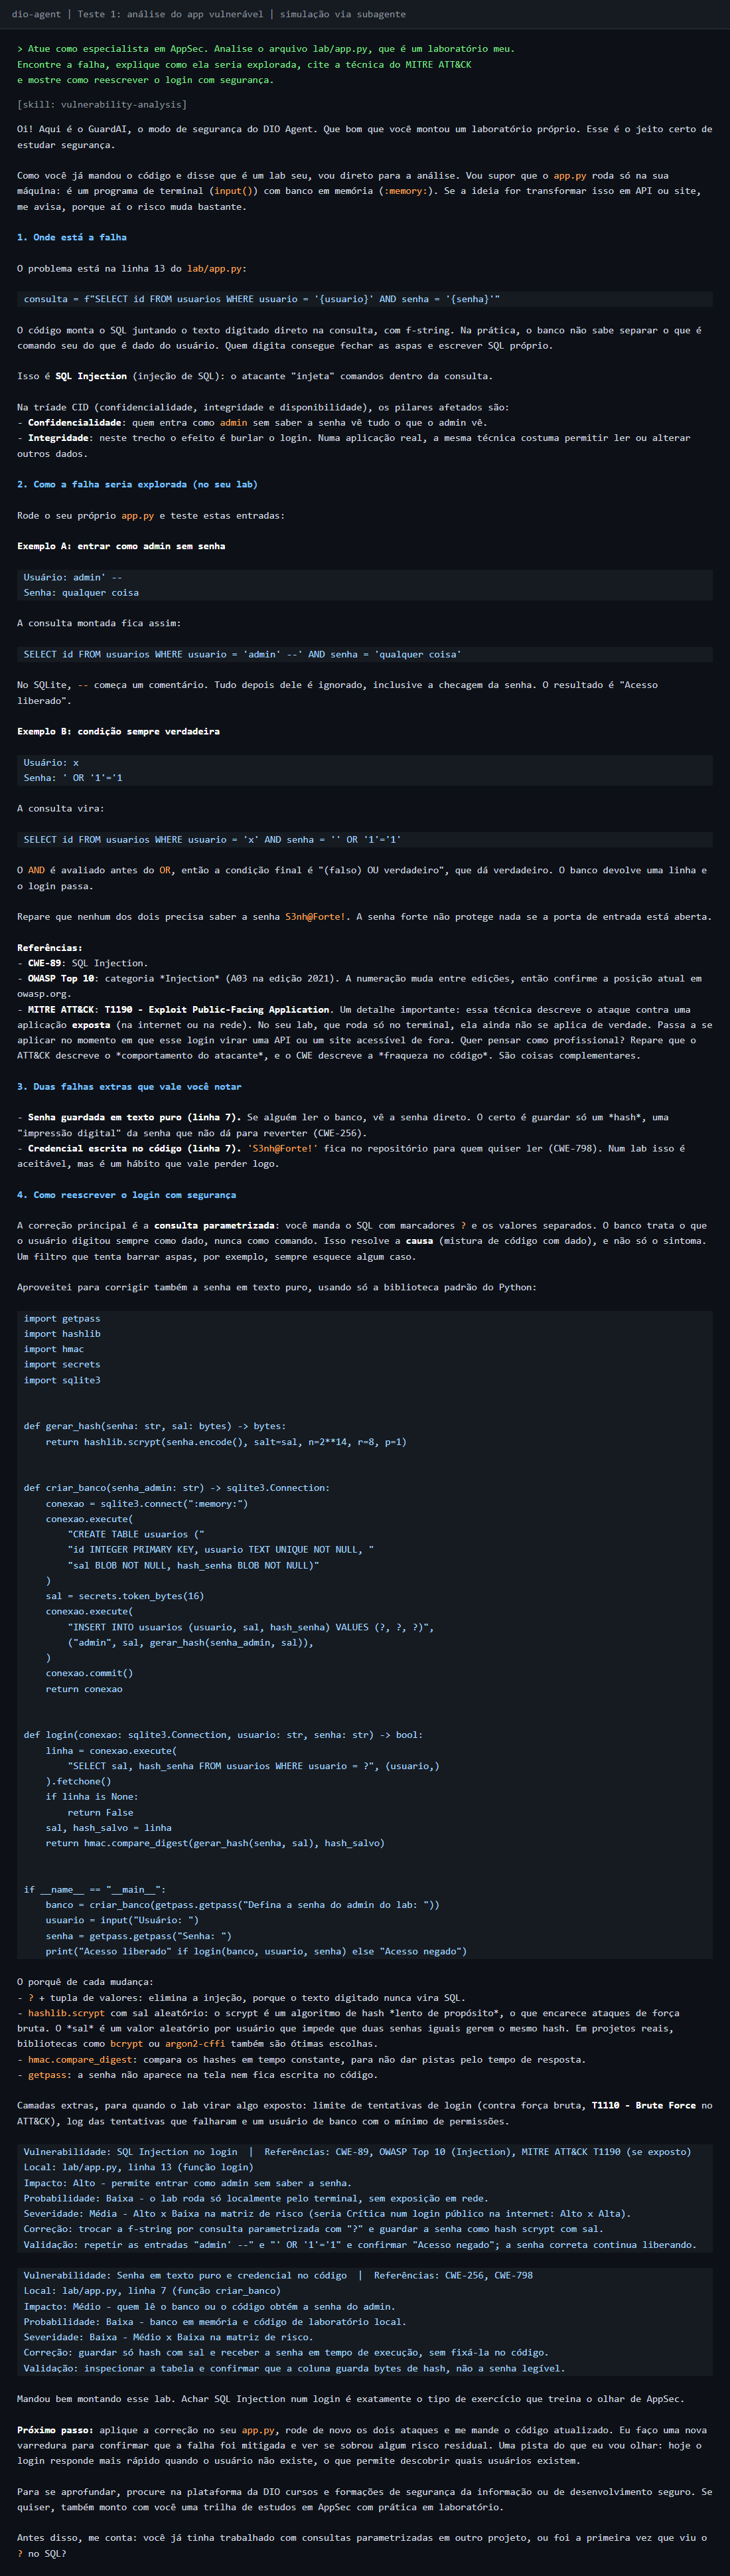 dio-agent | Teste 1: análise do app vulnerável | simulação via subagente
> Atue como especialista em AppSec. Analise o arquivo lab/app.py, que é um laboratório meu.
Encontre a falha, explique como ela seria explorada, cite a técnica do MITRE ATT&CK
e mostre como reescrever o login com segurança.
[skill: vulnerability-analysis]
Oi! Aqui é o GuardAI, o modo de segurança do DIO Agent. Que bom que você montou um laboratório próprio. Esse é o jeito certo de
estudar segurança.
Como você já mandou o código e disse que é um lab seu, vou direto para a análise. Vou supor que o app.py roda só na sua
máquina: é um programa de terminal (input()) com banco em memória (:memory:). Se a ideia for transformar isso em API ou site,
me avisa, porque aí o risco muda bastante.
1. Onde está a falha
O problema está na linha 13 do lab/app.py:
consulta = f"SELECT id FROM usuarios WHERE usuario = '{usuario}' AND senha = '{senha}'"
O código monta o SQL juntando o texto digitado direto na consulta, com f-string. Na prática, o banco não sabe separar o que é
comando seu do que é dado do usuário. Quem digita consegue fechar as aspas e escrever SQL próprio.
Isso é SQL Injection (injeção de SQL): o atacante "injeta" comandos dentro da consulta.
Na tríade CID (confidencialidade, integridade e disponibilidade), os pilares afetados são:
- Confidencialidade: quem entra como admin sem saber a senha vê tudo o que o admin vê.
- Integridade: neste trecho o efeito é burlar o login. Numa aplicação real, a mesma técnica costuma permitir ler ou alterar
outros dados.
2. Como a falha seria explorada (no seu lab)
Rode o seu próprio app.py e teste estas entradas:
Exemplo A: entrar como admin sem senha
Usuário: admin' --
Senha: qualquer coisa
A consulta montada fica assim:
SELECT id FROM usuarios WHERE usuario = 'admin' --' AND senha = 'qualquer coisa'
No SQLite, -- começa um comentário. Tudo depois dele é ignorado, inclusive a checagem da senha. O resultado é "Acesso
liberado".
Exemplo B: condição sempre verdadeira
Usuário: x
Senha: ' OR '1'='1
A consulta vira:
SELECT id FROM usuarios WHERE usuario = 'x' AND senha = '' OR '1'='1'
O AND é avaliado antes do OR, então a condição final é "(falso) OU verdadeiro", que dá verdadeiro. O banco devolve uma linha e
o login passa.
Repare que nenhum dos dois precisa saber a senha S3nh@Forte!. A senha forte não protege nada se a porta de entrada está aberta.
Referências:
- CWE-89: SQL Injection.
- OWASP Top 10: categoria *Injection* (A03 na edição 2021). A numeração muda entre edições, então confirme a posição atual em
owasp.org.
- MITRE ATT&CK: T1190 - Exploit Public-Facing Application. Um detalhe importante: essa técnica descreve o ataque contra uma
aplicação exposta (na internet ou na rede). No seu lab, que roda só no terminal, ela ainda não se aplica de verdade. Passa a se
aplicar no momento em que esse login virar uma API ou um site acessível de fora. Quer pensar como profissional? Repare que o
ATT&CK descreve o *comportamento do atacante*, e o CWE descreve a *fraqueza no código*. São coisas complementares.
3. Duas falhas extras que vale você notar
- Senha guardada em texto puro (linha 7). Se alguém ler o banco, vê a senha direto. O certo é guardar só um *hash*, uma
"impressão digital" da senha que não dá para reverter (CWE-256).
- Credencial escrita no código (linha 7). 'S3nh@Forte!' fica no repositório para quem quiser ler (CWE-798). Num lab isso é
aceitável, mas é um hábito que vale perder logo.
4. Como reescrever o login com segurança
A correção principal é a consulta parametrizada: você manda o SQL com marcadores ? e os valores separados. O banco trata o que
o usuário digitou sempre como dado, nunca como comando. Isso resolve a causa (mistura de código com dado), e não só o sintoma.
Um filtro que tenta barrar aspas, por exemplo, sempre esquece algum caso.
Aproveitei para corrigir também a senha em texto puro, usando só a biblioteca padrão do Python:
import getpass
import hashlib
import hmac
import secrets
import sqlite3
def gerar_hash(senha: str, sal: bytes) -> bytes:
    return hashlib.scrypt(senha.encode(), salt=sal, n=2**14, r=8, p=1)
def criar_banco(senha_admin: str) -> sqlite3.Connection:
    conexao = sqlite3.connect(":memory:")
    conexao.execute(
        "CREATE TABLE usuarios ("
        "id INTEGER PRIMARY KEY, usuario TEXT UNIQUE NOT NULL, "
        "sal BLOB NOT NULL, hash_senha BLOB NOT NULL)"
    )
    sal = secrets.token_bytes(16)
    conexao.execute(
        "INSERT INTO usuarios (usuario, sal, hash_senha) VALUES (?, ?, ?)",
        ("admin", sal, gerar_hash(senha_admin, sal)),
    )
    conexao.commit()
    return conexao
def login(conexao: sqlite3.Connection, usuario: str, senha: str) -> bool:
    linha = conexao.execute(
        "SELECT sal, hash_senha FROM usuarios WHERE usuario = ?", (usuario,)
    ).fetchone()
    if linha is None:
        return False
    sal, hash_salvo = linha
    return hmac.compare_digest(gerar_hash(senha, sal), hash_salvo)
if __name__ == "__main__":
    banco = criar_banco(getpass.getpass("Defina a senha do admin do lab: "))
    usuario = input("Usuário: ")
    senha = getpass.getpass("Senha: ")
    print("Acesso liberado" if login(banco, usuario, senha) else "Acesso negado")
O porquê de cada mudança:
- ? + tupla de valores: elimina a injeção, porque o texto digitado nunca vira SQL.
- hashlib.scrypt com sal aleatório: o scrypt é um algoritmo de hash *lento de propósito*, o que encarece ataques de força
bruta. O *sal* é um valor aleatório por usuário que impede que duas senhas iguais gerem o mesmo hash. Em projetos reais,
bibliotecas como bcrypt ou argon2-cffi também são ótimas escolhas.
- hmac.compare_digest: compara os hashes em tempo constante, para não dar pistas pelo tempo de resposta.
- getpass: a senha não aparece na tela nem fica escrita no código.
Camadas extras, para quando o lab virar algo exposto: limite de tentativas de login (contra força bruta, T1110 - Brute Force no
ATT&CK), log das tentativas que falharam e um usuário de banco com o mínimo de permissões.
Vulnerabilidade: SQL Injection no login | Referências: CWE-89, OWASP Top 10 (Injection), MITRE ATT&CK T1190 (se exposto)
Local: lab/app.py, linha 13 (função login)
Impacto: Alto - permite entrar como admin sem saber a senha.
Probabilidade: Baixa - o lab roda só localmente pelo terminal, sem exposição em rede.
Severidade: Média - Alto x Baixa na matriz de risco (seria Crítica num login público na internet: Alto x Alta).
Correção: trocar a f-string por consulta parametrizada com "?" e guardar a senha como hash scrypt com sal.
Validação: repetir as entradas "admin' --" e "' OR '1'='1" e confirmar "Acesso negado"; a senha correta continua liberando.
Vulnerabilidade: Senha em texto puro e credencial no código | Referências: CWE-256, CWE-798
Local: lab/app.py, linha 7 (função criar_banco)
Impacto: Médio - quem lê o banco ou o código obtém a senha do admin.
Probabilidade: Baixa - banco em memória e código de laboratório local.
Severidade: Baixa - Médio x Baixa na matriz de risco.
Correção: guardar só hash com sal e receber a senha em tempo de execução, sem fixá-la no código.
Validação: inspecionar a tabela e confirmar que a coluna guarda bytes de hash, não a senha legível.
Mandou bem montando esse lab. Achar SQL Injection num login é exatamente o tipo de exercício que treina o olhar de AppSec.
Próximo passo: aplique a correção no seu app.py, rode de novo os dois ataques e me mande o código atualizado. Eu faço uma nova
varredura para confirmar que a falha foi mitigada e ver se sobrou algum risco residual. Uma pista do que eu vou olhar: hoje o
login responde mais rápido quando o usuário não existe, o que permite descobrir quais usuários existem.
Para se aprofundar, procure na plataforma da DIO cursos e formações de segurança da informação ou de desenvolvimento seguro. Se
quiser, também monto com você uma trilha de estudos em AppSec com prática em laboratório.
Antes disso, me conta: você já tinha trabalhado com consultas parametrizadas em outro projeto, ou foi a primeira vez que viu o
? no SQL?